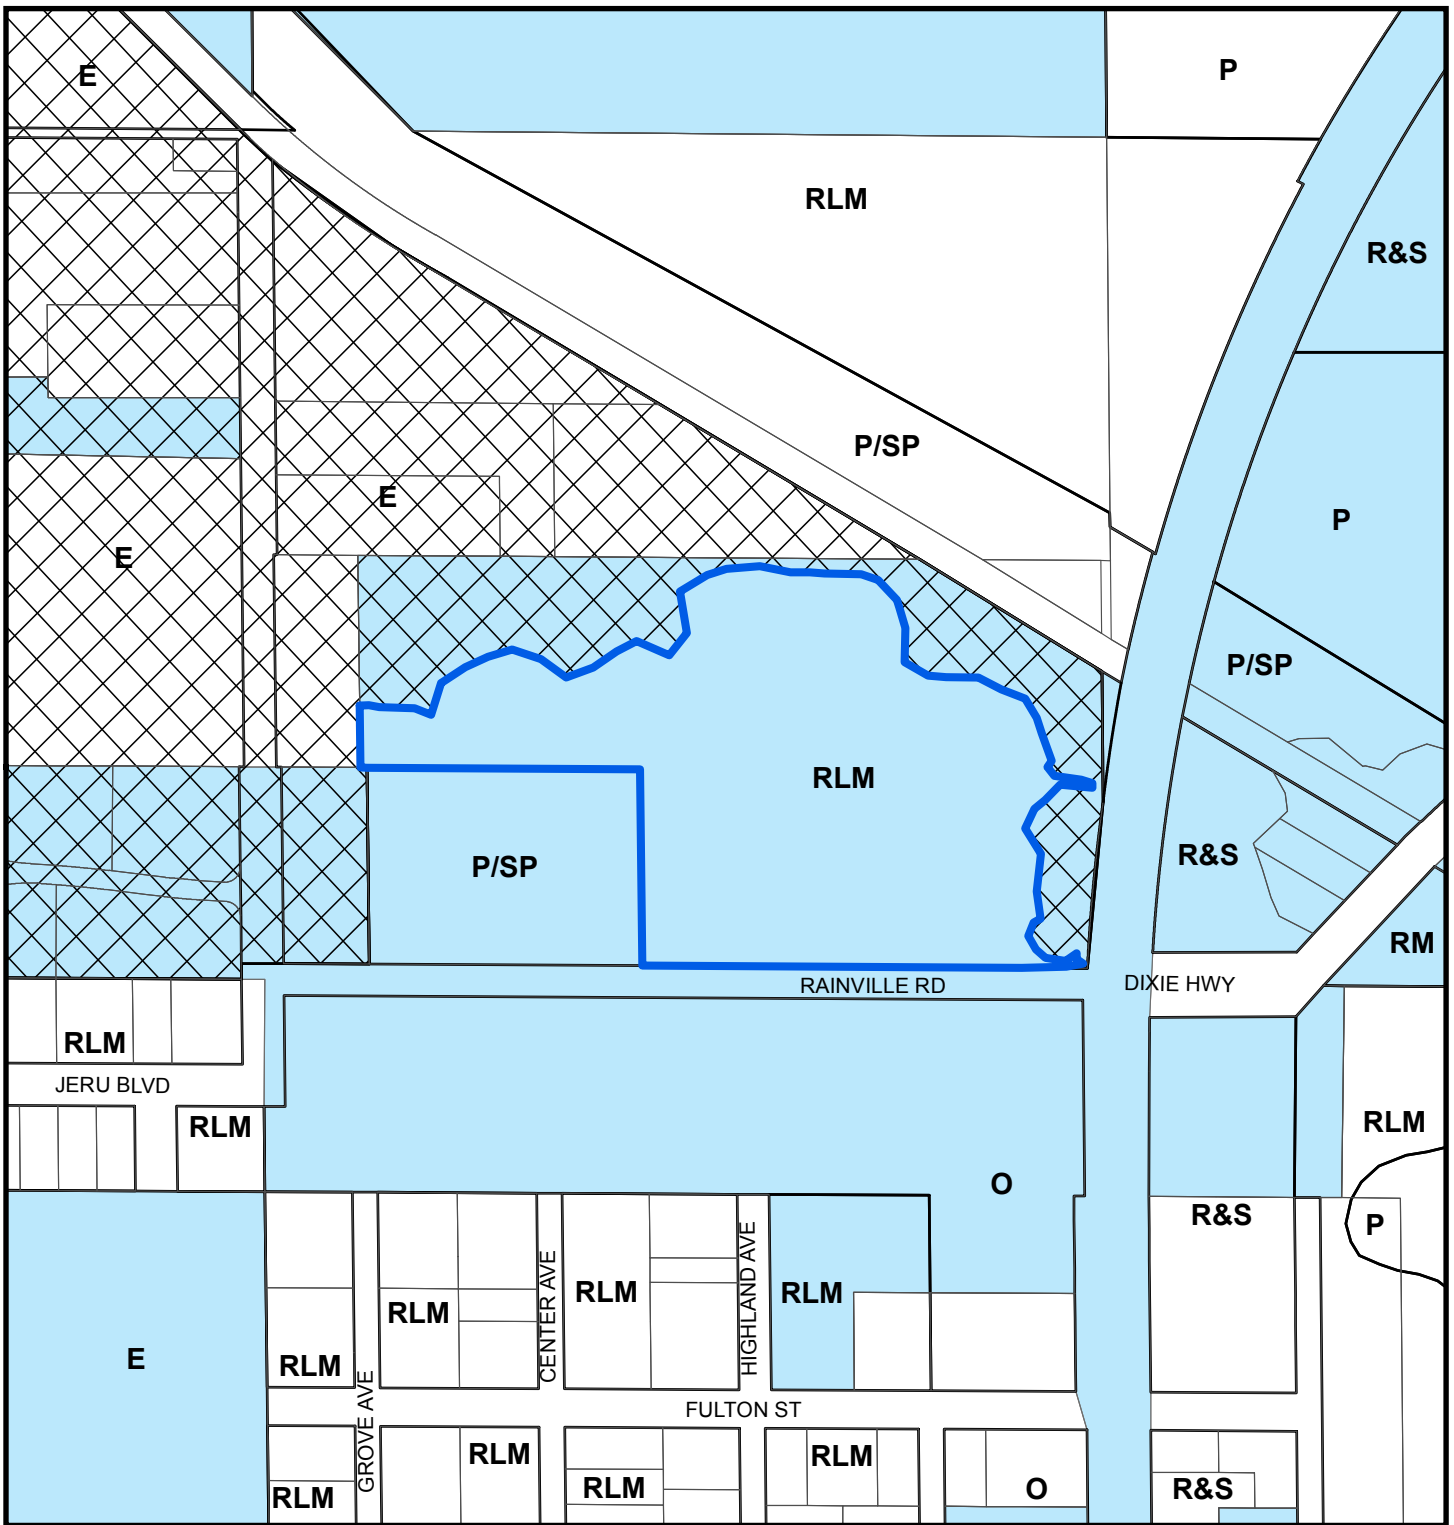 E
P
RLM
R&S
P/SP
E
P
E
P/SP
RLM
R&S
P/SP
RM
RAINVILLE RD
DIXIE HWY
RLM
JERU BLVD
RLM
RLM
O
R&S
P
HIGHLAND AVE
CENTER AVE
RLM
RLM
RLM
E
RLM
GROVE AVE
FULTON ST
RLM
RLM
RLM
O
R&S
RLM